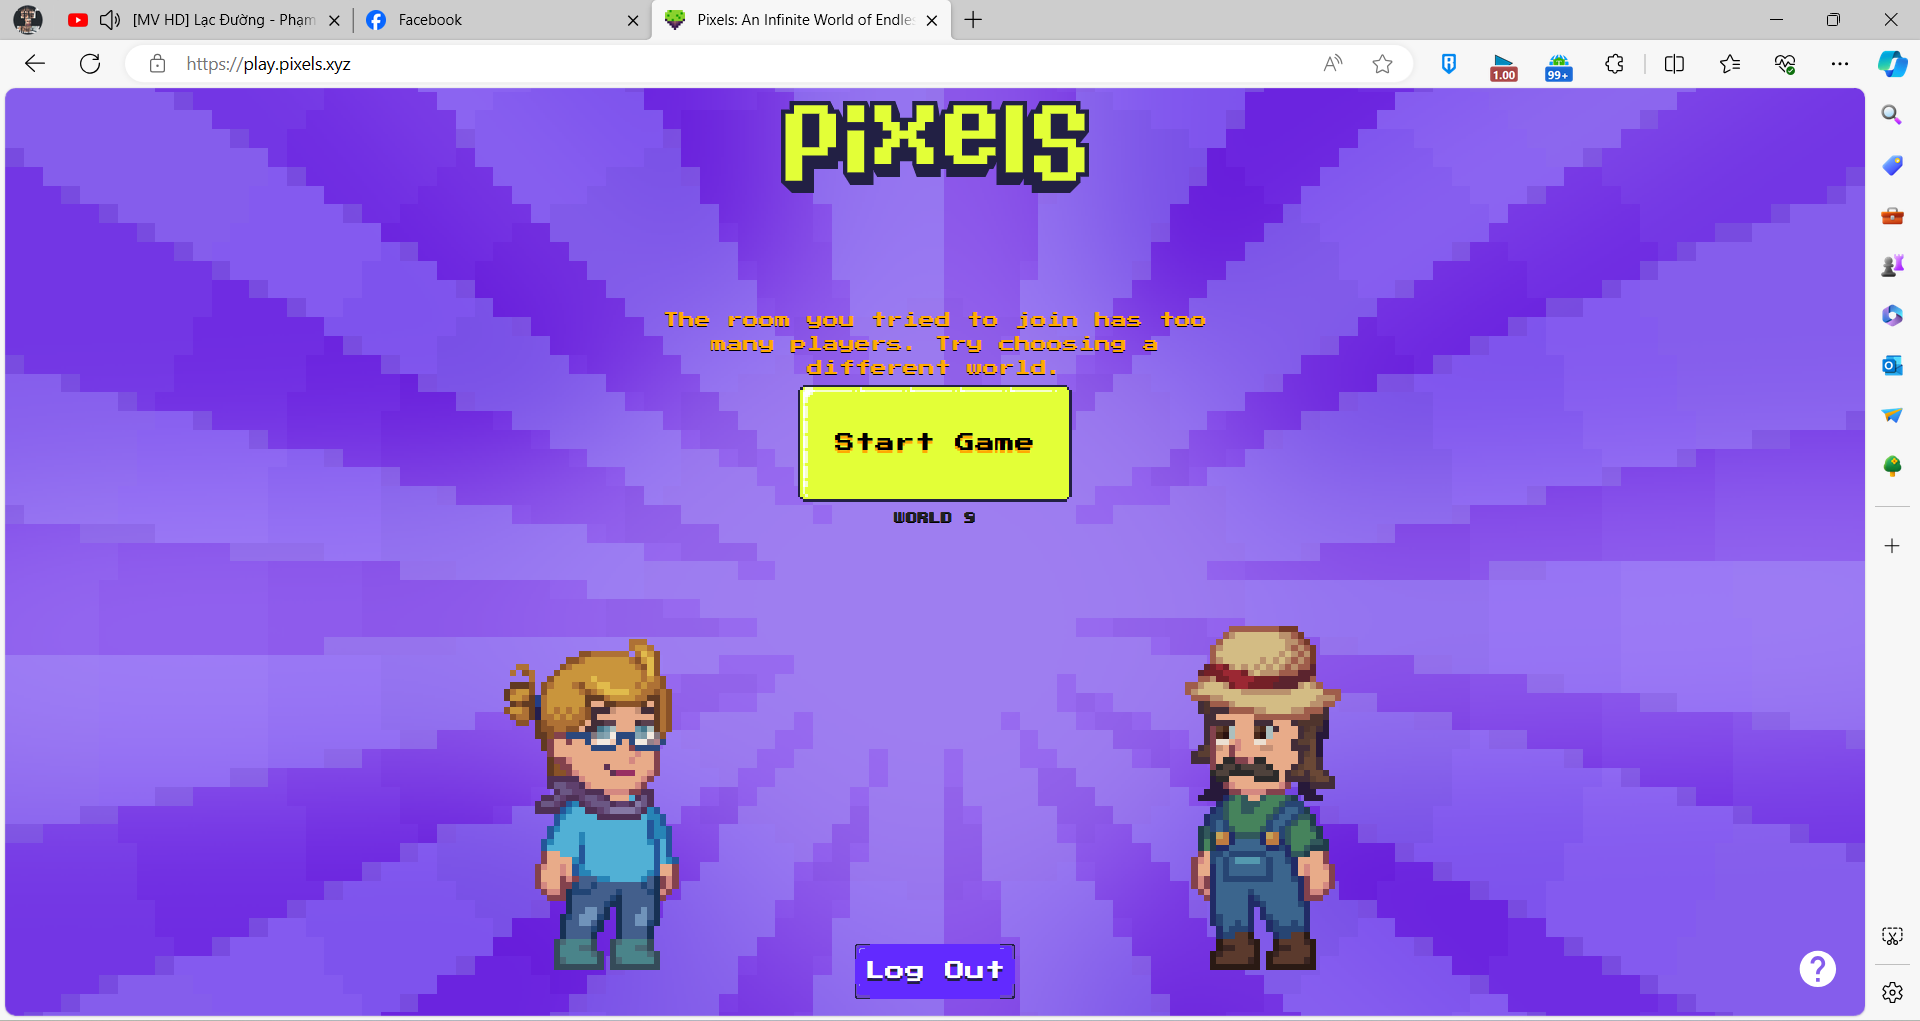 [MV HD] Lạc Đường - Phạm
Facebook
Pixels: An Infinite World of Endle
https://play.pixels.xyz
1.00
99+
pixels
The room you tried to join has too
many players. Try choosing a
different world.
Start Game
WORLD 9
Log Out
?